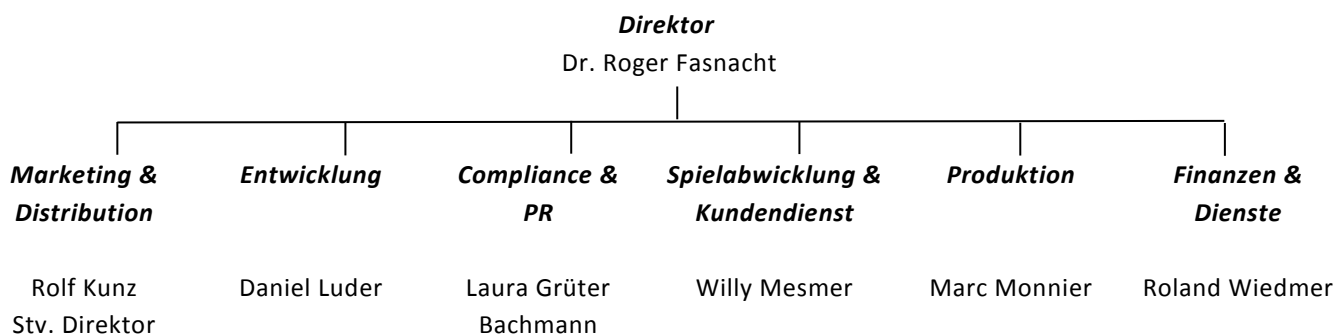 Direktor
Dr. Roger Fasnacht
Marketing &
Distribution
Entwicklung
Compliance &
PR
Spielabwicklung &
Kundendienst
Produktion
Finanzen &
Dienste
Rolf Kunz
Stv. Direktor
Daniel Luder
Laura Grüter
Bachmann
Willy Mesmer
Marc Monnier
Roland Wiedmer